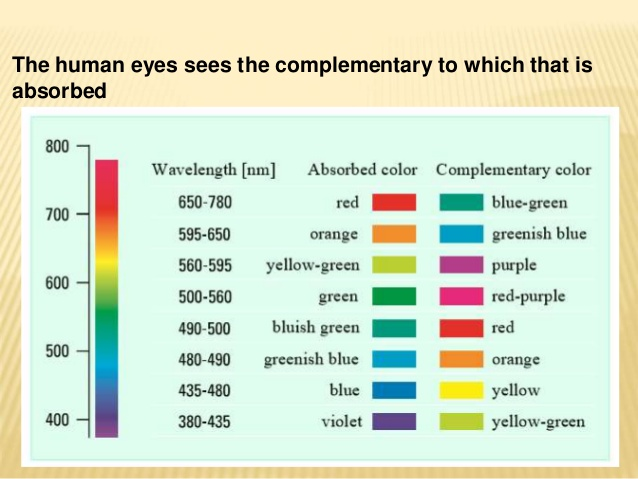 The human eyes sees the complementary to which that is
absorbed
800
700
600
500
400
Wavelength [nm] Absorbed color Complementary color
650-780 red blue-green
595-650 orange greenish blue
560-595 yellow-green purple
500-560 green red-purple
490-500 bluish green red
480-490 greenish blue orange
435-480 blue yellow
380-435 violet yellow-green